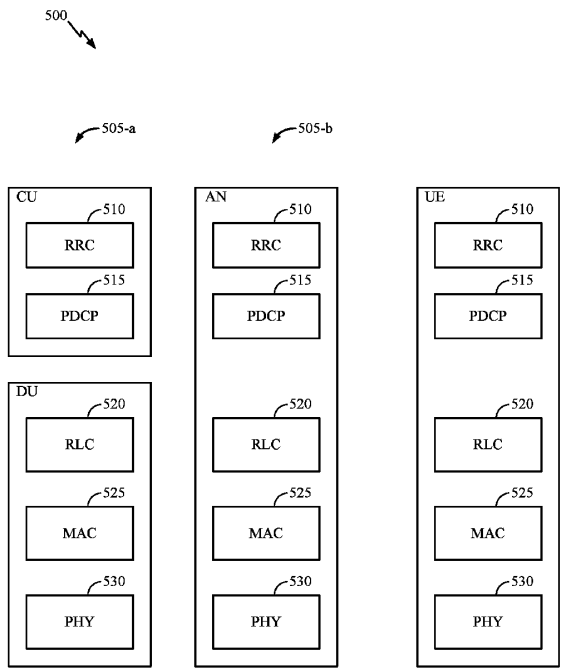 500
505-a
505-b
CU
AN
UE
510
510
510
RRC
RRC
RRC
515
515
515
PDCP
PDCP
PDCP
DU
520
520
520
RLC
RLC
RLC
525
525
525
MAC
MAC
MAC
530
530
530
PHY
PHY
PHY